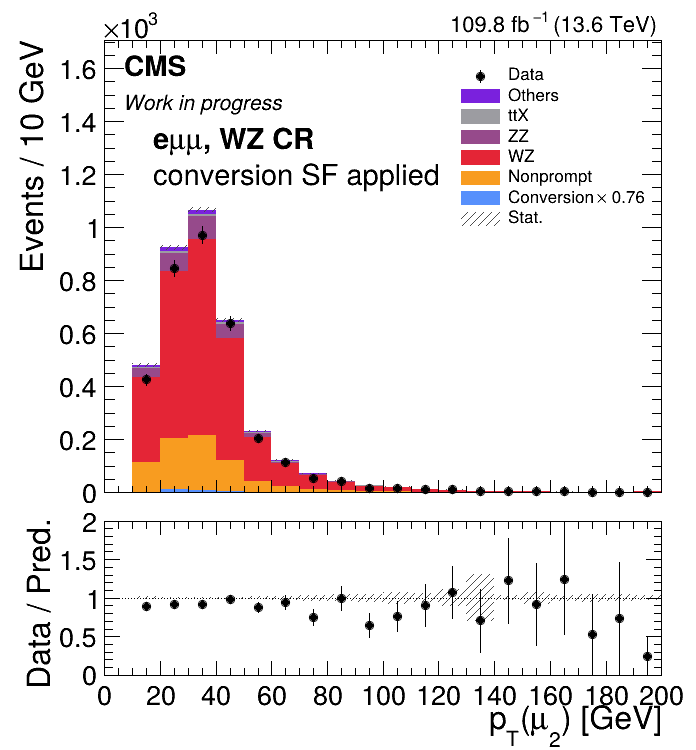 ×10³
109.8 fb⁻¹ (13.6 TeV)
Events / 10 GeV
CMS
Work in progress
eμμ, WZ CR
conversion SF applied
Data
Others
ttX
ZZ
WZ
Nonprompt
Conversion × 0.76
Stat.
1.6
1.4
1.2
1
0.8
0.6
0.4
0.2
0
Data / Pred.
2
1.5
1
0.5
0
0 20 40 60 80 100 120 140 160 180 200
p_T(μ₂) [GeV]